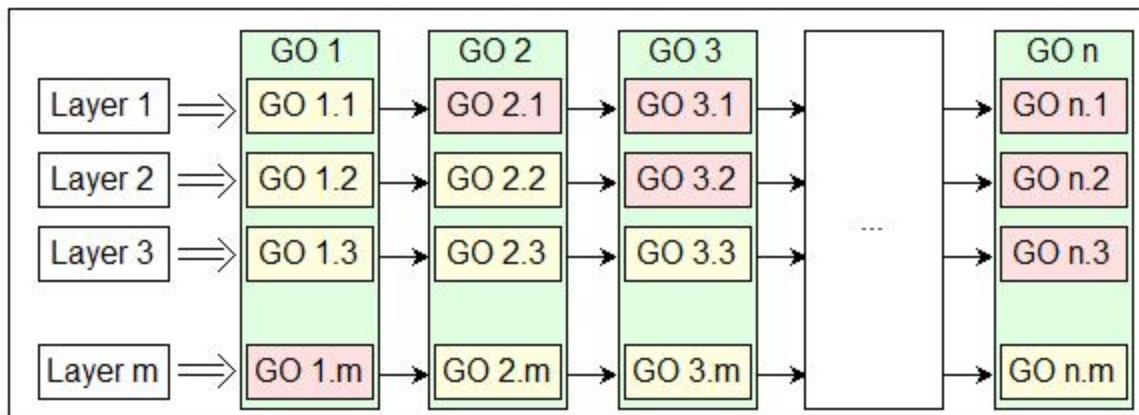 GO 1 GO 2 GO 3 GO n
Layer 1 GO 1.1 GO 2.1 GO 3.1 GO n.1
Layer 2 GO 1.2 GO 2.2 GO 3.2 GO n.2
...
Layer 3 GO 1.3 GO 2.3 GO 3.3 GO n.3
Layer m GO 1.m GO 2.m GO 3.m GO n.m